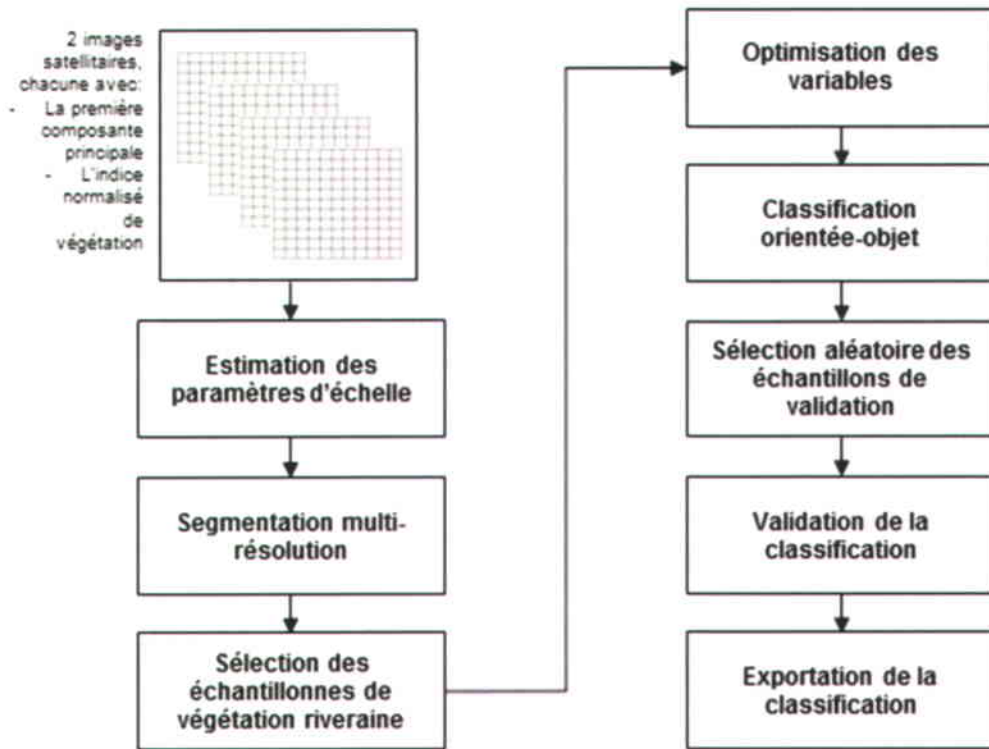 2 images
satellitaires,
chacune avec:
- La première
composante
principale
- L'indice
normalisé
de
végétation
Estimation des
paramètres d'échelle
Segmentation multi-
résolution
Sélection des
échantillonnes de
végétation riveraine
Optimisation des
variables
Classification
orientée-objet
Sélection aléatoire des
échantillons de
validation
Validation de la
classification
Exportation de la
classification